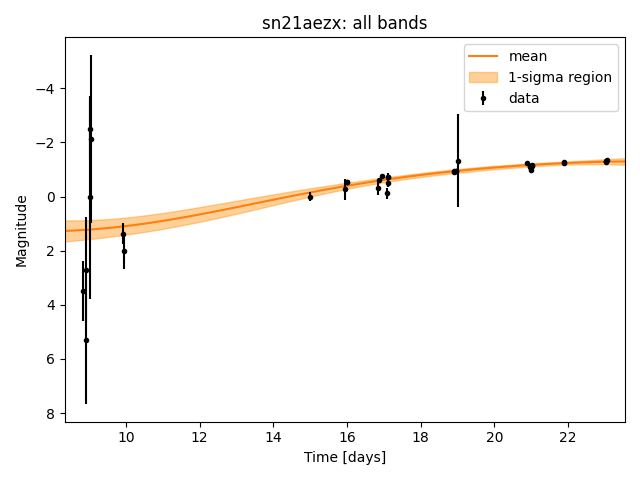 sn21aezx: all bands
mean
1-sigma region
data
Magnitude
−4
−2
0
2
4
6
8
10
12
14
16
18
20
22
Time [days]